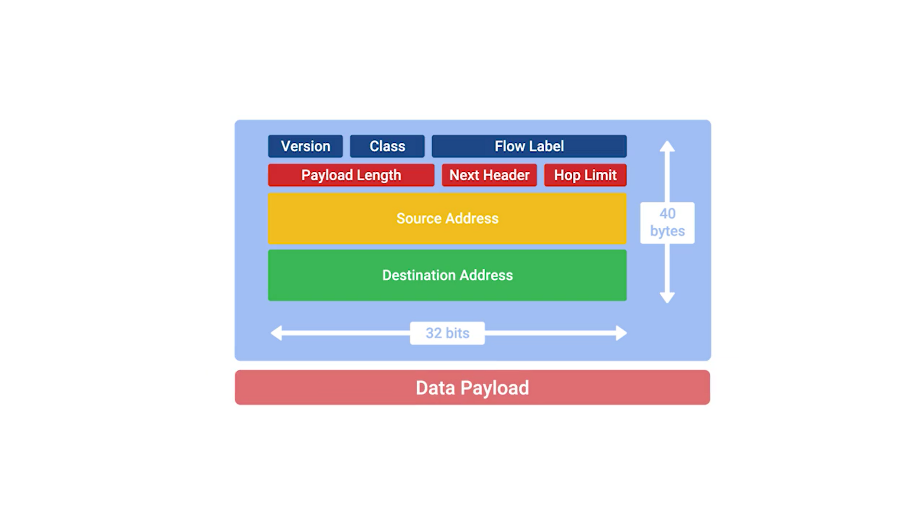 Version Class Flow Label
Payload Length Next Header Hop Limit
Source Address
40
bytes
Destination Address
32 bits
Data Payload